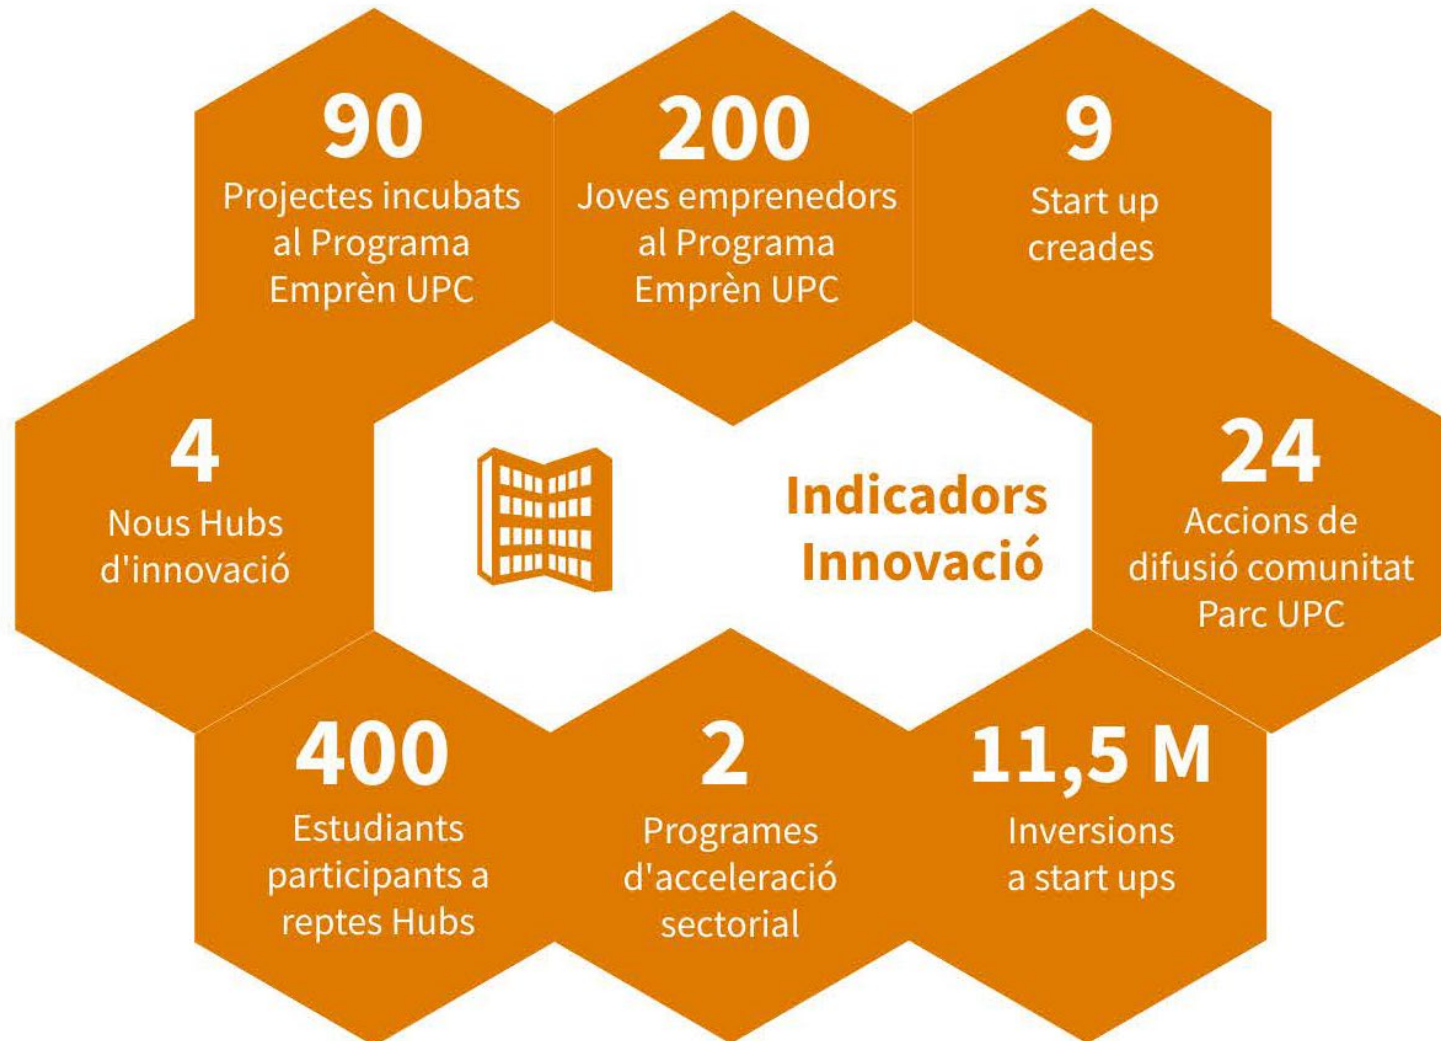 90
Projectes incubats
al Programa
Emprèn UPC
200
Joves emprenedors
al Programa
Emprèn UPC
9
Start up
creades
4
Nous Hubs
d'innovació
Indicadors
Innovació
24
Accions de
difusió comunitat
Parc UPC
400
Estudiants
participants a
reptes Hubs
2
Programes
d'acceleració
sectorial
11,5 M
Inversions
a start ups